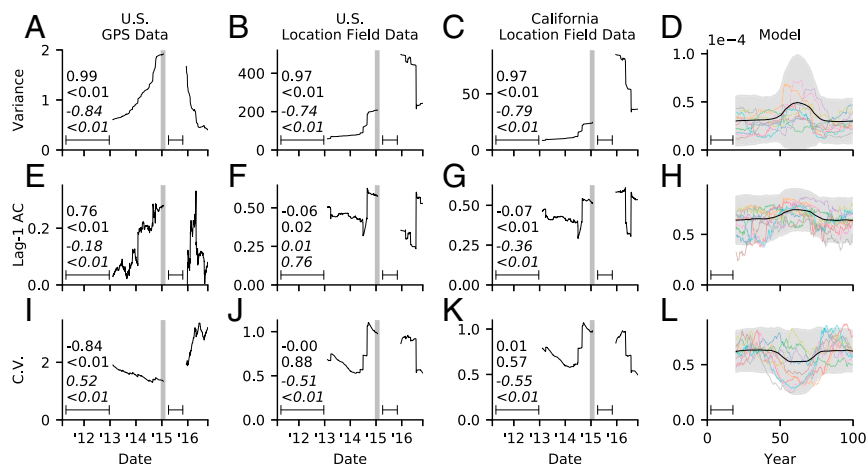 A U.S. GPS Data
B U.S. Location Field Data
C California Location Field Data
D Model
Variance
2
1
0
0.99
<0.01
-0.84
<0.01
400
200
0
0.97
<0.01
-0.74
<0.01
50
0
0.97
<0.01
-0.79
<0.01
1e−4
1.0
0.5
0.0
E
F
G
H
Lag-1 AC
0.2
0.0
0.76
<0.01
-0.18
<0.01
0.50
0.25
0.00
-0.06
0.02
0.01
0.76
0.50
0.25
0.00
-0.07
<0.01
-0.36
<0.01
0.5
0.0
I
J
K
L
C.V.
2
0
-0.84
<0.01
0.52
<0.01
1.0
0.5
0.0
-0.00
0.88
-0.51
<0.01
1.0
0.5
0.0
0.01
0.57
-0.55
<0.01
0.5
0.0
'12 '13 '14 '15 '16
Date
'12 '13 '14 '15 '16
Date
'12 '13 '14 '15 '16
Date
0 50 100
Year